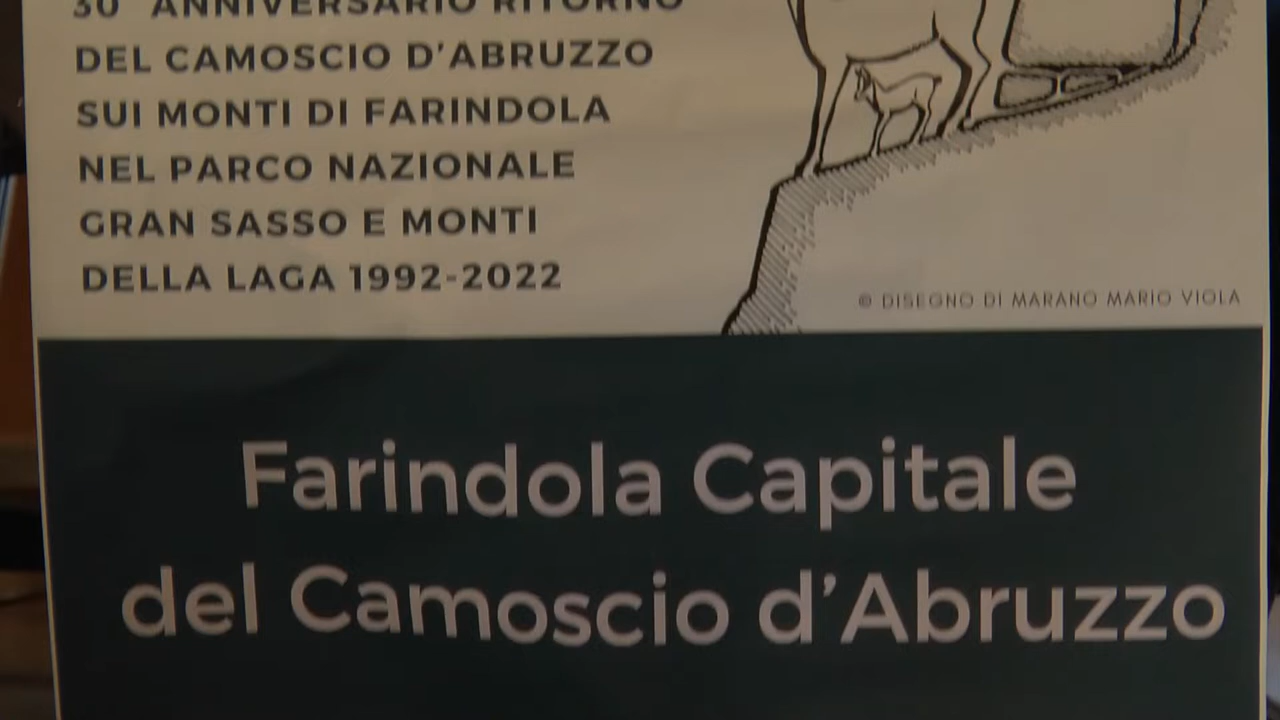 30° ANNIVERSARIO RITORNO
DEL CAMOSCIO D'ABRUZZO
SUI MONTI DI FARINDOLA
NEL PARCO NAZIONALE
GRAN SASSO E MONTI
DELLA LAGA 1992-2022
© DISEGNO DI MARANO MARIO VIOLA
Farindola Capitale
del Camoscio d'Abruzzo